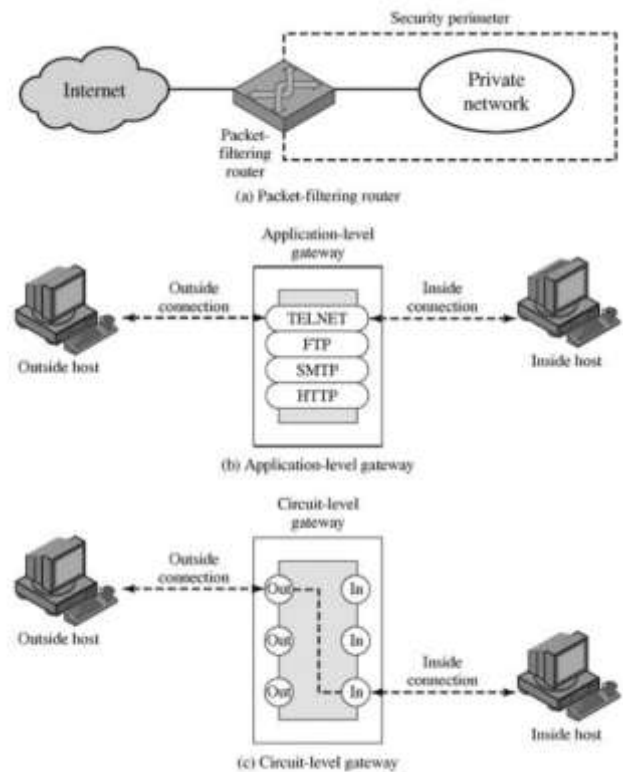 Security perimeter
Internet
Private
network
Packet-
filtering
router
(a) Packet-filtering router
Application-level
gateway
Outside
connection
Inside
connection
TELNET
FTP
SMTP
HTTP
Outside host
Inside host
(b) Application-level gateway
Circuit-level
gateway
Outside
connection
Out
In
Outside host
Out
In
Inside
connection
Out
In
Inside host
(c) Circuit-level gateway